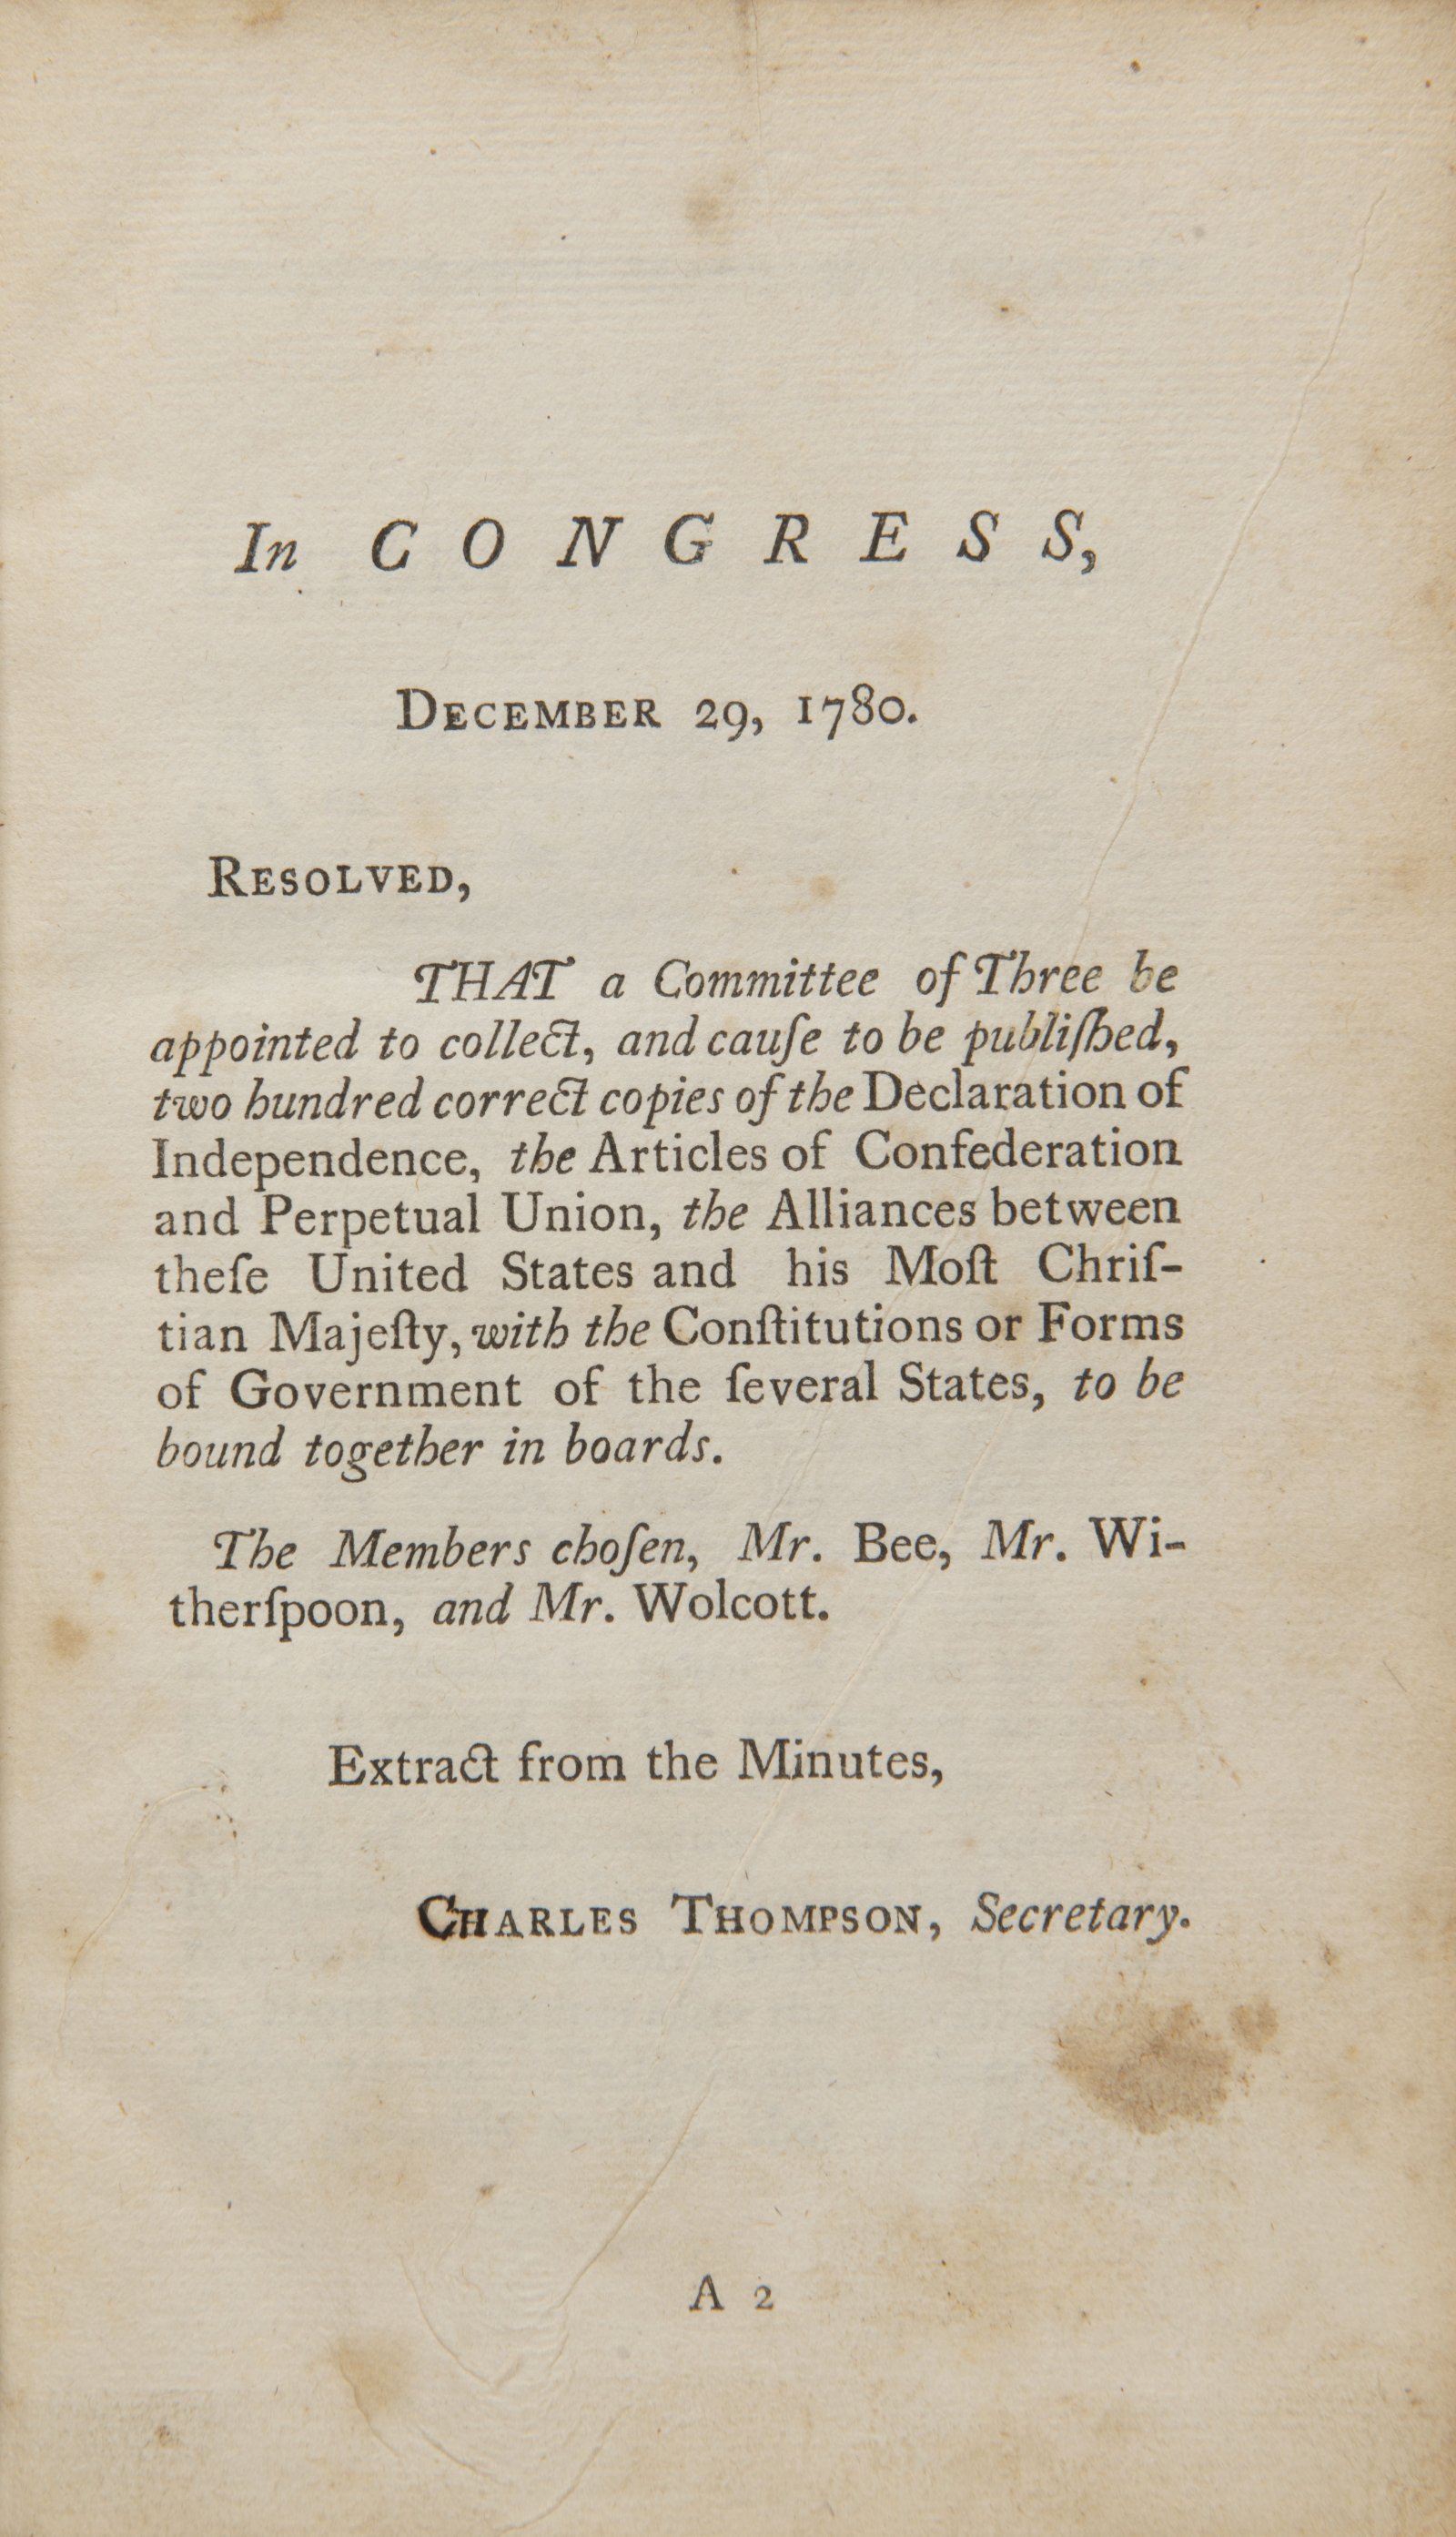 In CONGRESS,
DECEMBER 29, 1780.
RESOLVED,
THAT a Committee of Three be
appointed to collect, and cauſe to be publiſhed,
two hundred correct copies of the Declaration of
Independence, the Articles of Confederation
and Perpetual Union, the Alliances between
theſe United States and his Moſt Chriſ-
tian Majeſty, with the Conſtitutions or Forms
of Government of the ſeveral States, to be
bound together in boards.
The Members choſen, Mr. Bee, Mr. Wi-
therſpoon, and Mr. Wolcott.
Extract from the Minutes,
CHARLES THOMPSON, Secretary.
A 2